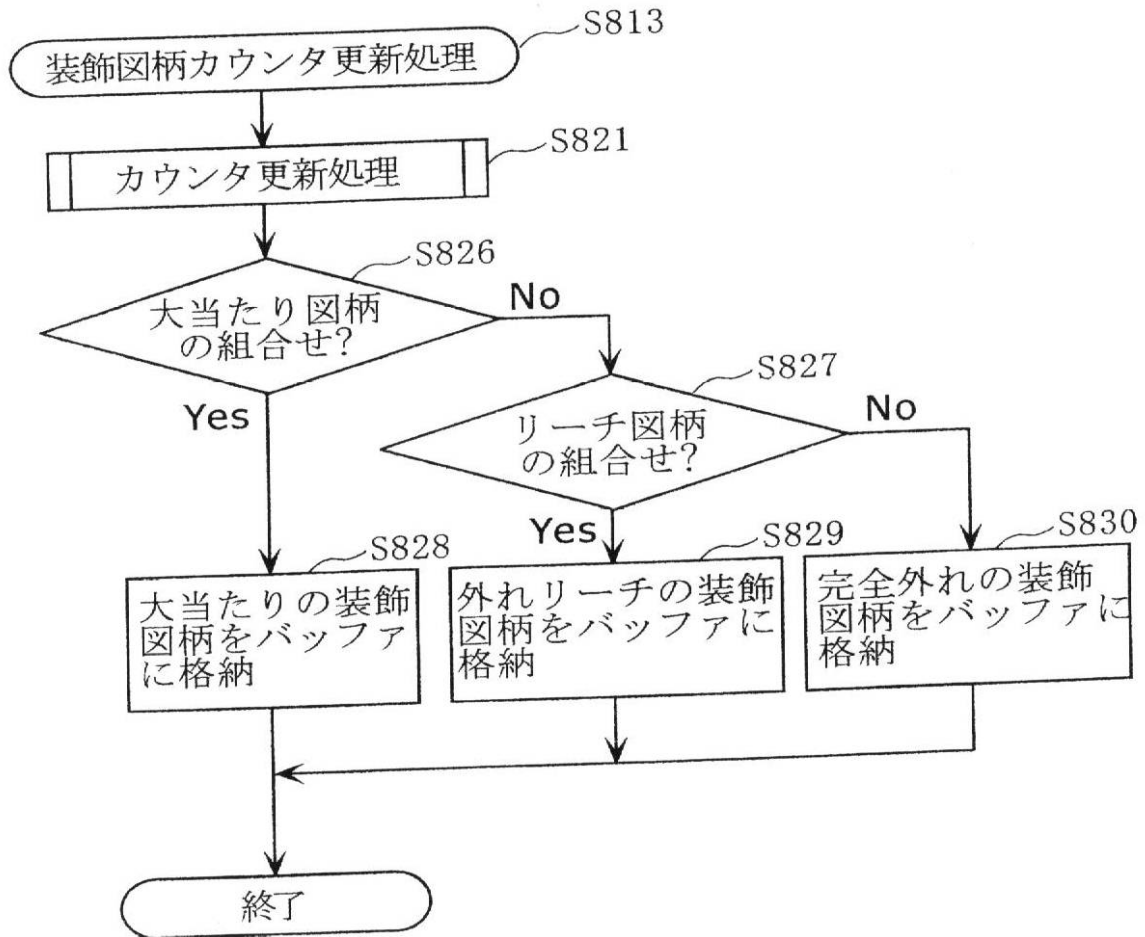 S813
装飾図柄カウンタ更新処理
S821
カウンタ更新処理
S826
大当たり図柄
の組合せ?
No
Yes
S827
リーチ図柄
の組合せ?
No
Yes
S828
大当たりの装飾
図柄をバッファ
に格納
S829
外れリーチの装飾
図柄をバッファに
格納
S830
完全外れの装飾
図柄をバッファに
格納
終了